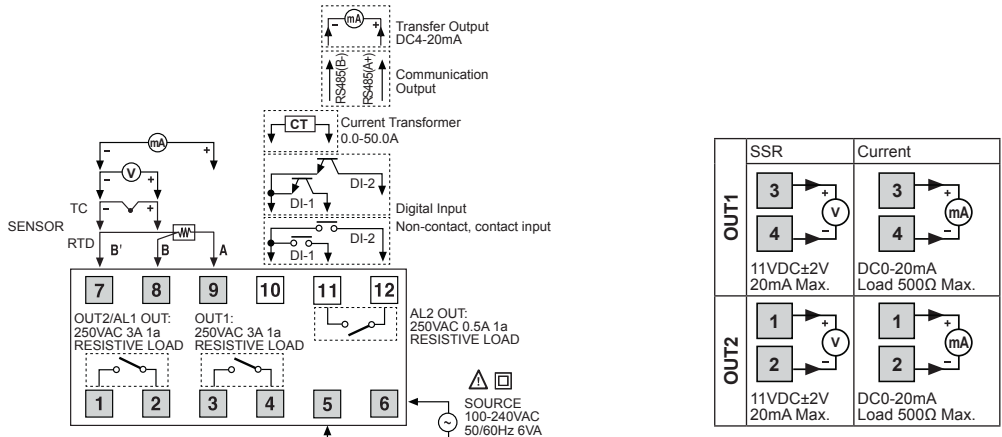 mA
Transfer Output
DC4-20mA
RS485(B-)
RS485(A+)
Communication
Output
CT
Current Transformer
0.0-50.0A
DI-2
DI-1
Digital Input
Non-contact, contact input
DI-2
DI-1
mA
V
TC
SENSOR
RTD
B'
B
A
7
8
9
10
11
12
OUT2/AL1 OUT:
250VAC 3A 1a
RESISTIVE LOAD
OUT1:
250VAC 3A 1a
RESISTIVE LOAD
AL2 OUT:
250VAC 0.5A 1a
RESISTIVE LOAD
1
2
3
4
5
6
SOURCE
100-240VAC
50/60Hz 6VA
SSR
Current
OUT1
3
4
V
11VDC±2V
20mA Max.
3
4
mA
DC0-20mA
Load 500Ω Max.
OUT2
1
2
V
11VDC±2V
20mA Max.
1
2
mA
DC0-20mA
Load 500Ω Max.